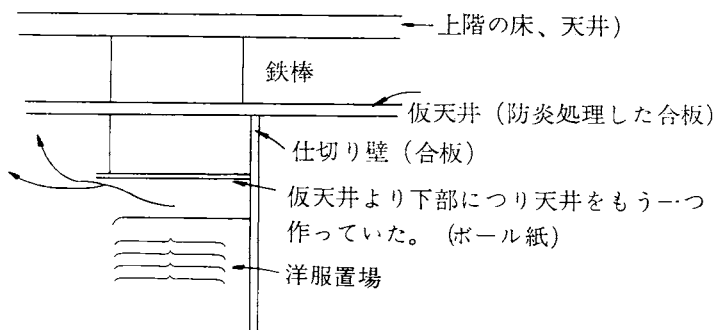 上階の床、天井)
鉄棒
仮天井 (防炎処理した合板)
仕切り壁 (合板)
仮天井より下部につり天井をもう一つ
作っていた。 (ボール紙)
洋服置場